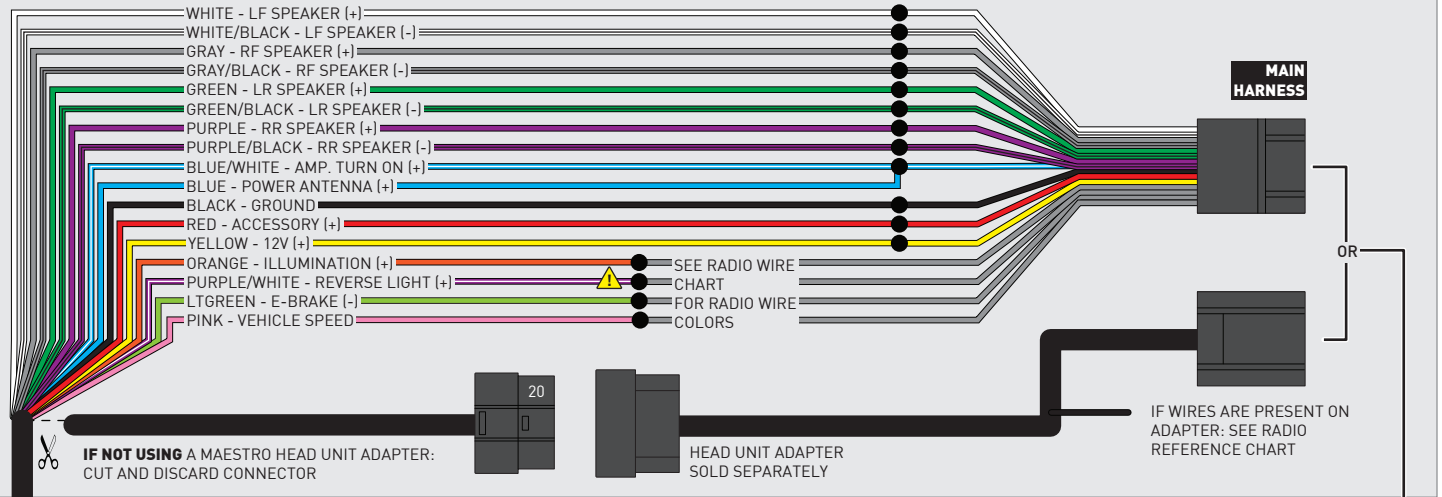 WHITE - LF SPEAKER (+)
WHITE/BLACK - LF SPEAKER (-)
GRAY - RF SPEAKER (+)
GRAY/BLACK - RF SPEAKER (-)
GREEN - LR SPEAKER (+)
GREEN/BLACK - LR SPEAKER (-)
PURPLE - RR SPEAKER (+)
PURPLE/BLACK - RR SPEAKER (-)
BLUE/WHITE - AMP. TURN ON (+)
BLUE - POWER ANTENNA (+)
BLACK - GROUND
RED - ACCESSORY (+)
YELLOW - 12V (+)
ORANGE - ILLUMINATION (+)
PURPLE/WHITE - REVERSE LIGHT (+)
LTGREEN - E-BRAKE (-)
PINK - VEHICLE SPEED
!
SEE RADIO WIRE
CHART
FOR RADIO WIRE
COLORS
MAIN
HARNESS
OR
20
IF NOT USING A MAESTRO HEAD UNIT ADAPTER:
CUT AND DISCARD CONNECTOR
HEAD UNIT ADAPTER
SOLD SEPARATELY
IF WIRES ARE PRESENT ON
ADAPTER: SEE RADIO
REFERENCE CHART